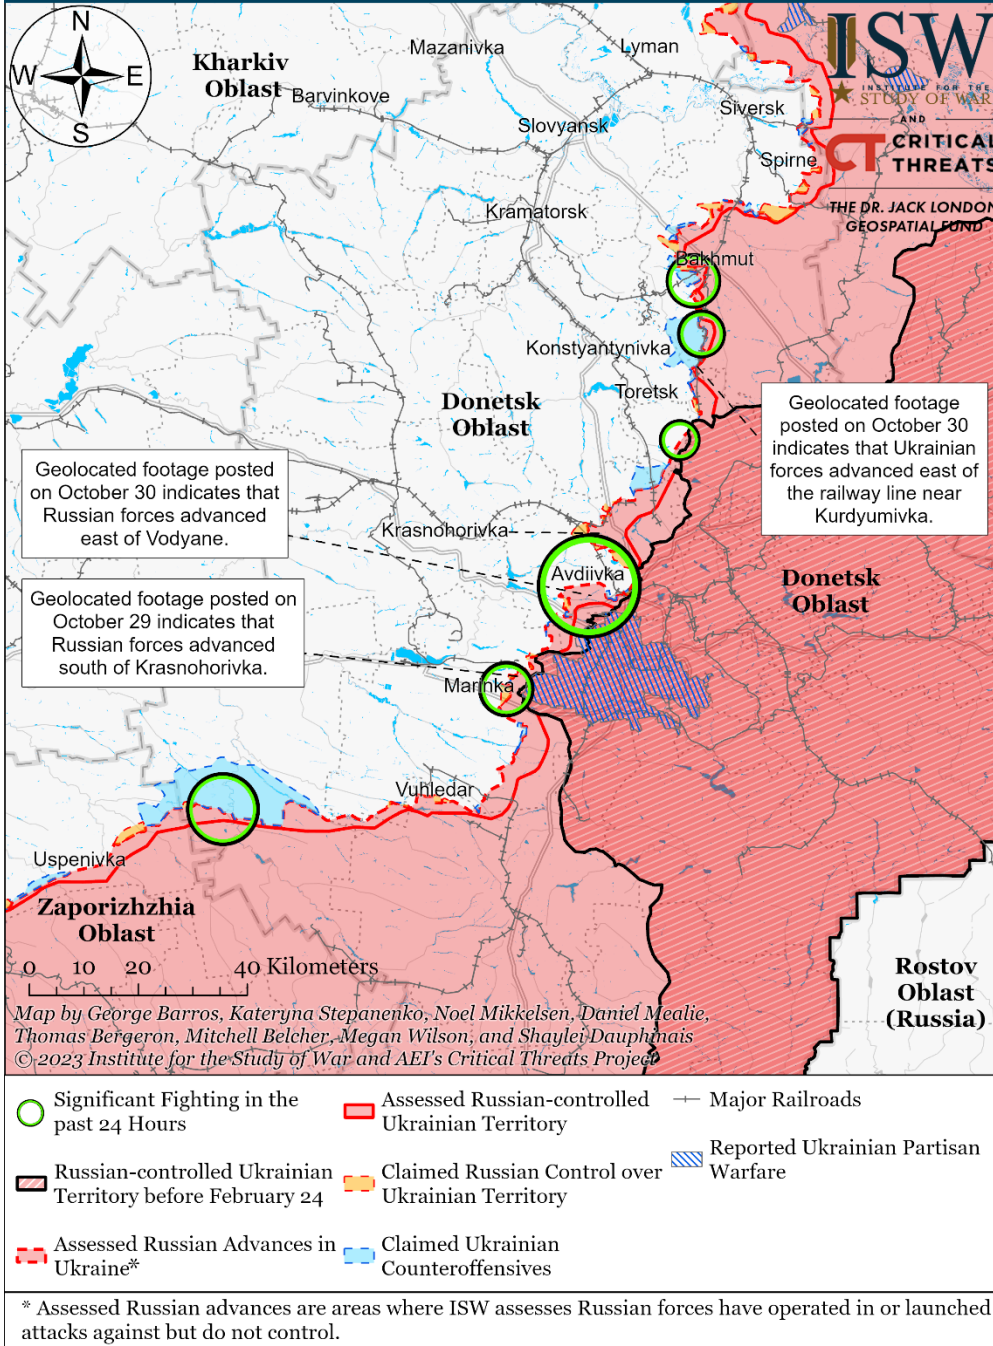 N
W
E
S
Kharkiv
Oblast
Mazanivka
Lyman
Barvinkove
Slovyansk
Siversk
Spirne
Kramatorsk
ISW
INSTITUTE FOR THE
STUDY OF WAR
AND
CT CRITICAL
THREATS
THE DR. JACK LONDON
GEOSPATIAL FUND
Bakhmut
Konstyantynivka
Toretsk
Donetsk
Oblast
Geolocated footage
posted on October 30
indicates that Ukrainian
forces advanced east of
the railway line near
Kurdyumivka.
Geolocated footage posted
on October 30 indicates that
Russian forces advanced
east of Vodyane.
Krasnohorivka
Avdiivka
Donetsk
Oblast
Geolocated footage posted on
October 29 indicates that
Russian forces advanced
south of Krasnohorivka.
Marinka
Vuhledar
Uspenivka
Zaporizhzhia
Oblast
Rostov
Oblast
(Russia)
0 10 20 40 Kilometers
Map by George Barros, Kateryna Stepanenko, Noel Mikkelsen, Daniel Mealie,
Thomas Bergeron, Mitchell Belcher, Megan Wilson, and Shaylei Dauphinais
© 2023 Institute for the Study of War and AEI's Critical Threats Project
Significant Fighting in the
past 24 Hours
Russian-controlled Ukrainian
Territory before February 24
Assessed Russian Advances in
Ukraine*
Assessed Russian-controlled
Ukrainian Territory
Claimed Russian Control over
Ukrainian Territory
Claimed Ukrainian
Counteroffensives
Major Railroads
Reported Ukrainian Partisan
Warfare
* Assessed Russian advances are areas where ISW assesses Russian forces have operated in or launched
attacks against but do not control.